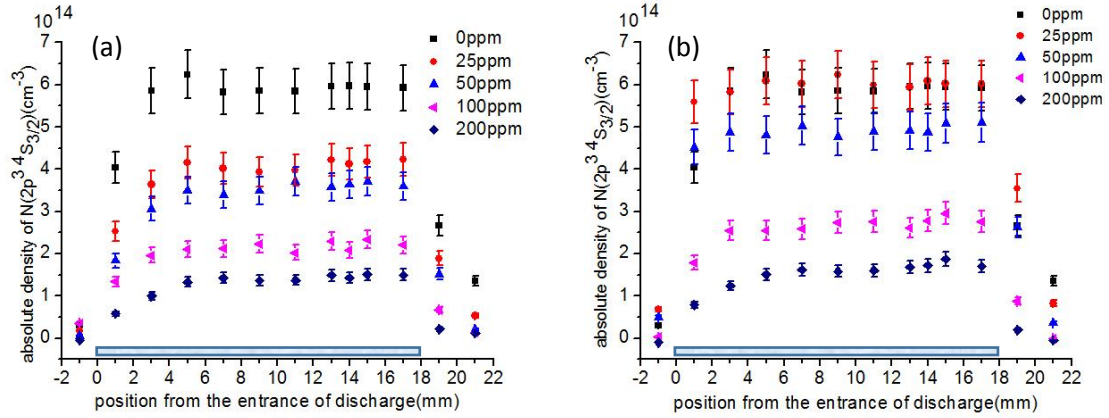 10^14
(a)
0ppm
25ppm
50ppm
100ppm
200ppm
absolute density of N(2p^3 4S_3/2)(cm^-3)
7
6
5
4
3
2
1
0
-2 0 2 4 6 8 10 12 14 16 18 20 22
position from the entrance of discharge(mm)
10^14
(b)
0ppm
25ppm
50ppm
100ppm
200ppm
absolute density of N(2p^3 4S_3/2)(cm^-3)
7
6
5
4
3
2
1
0
-2 0 2 4 6 8 10 12 14 16 18 20 22
position from the entrance of discharge(mm)